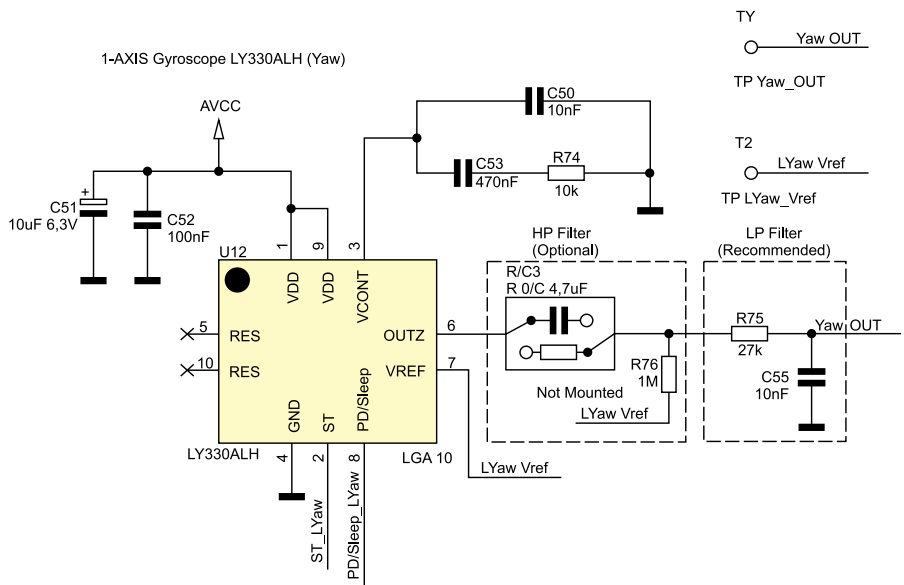 1-AXIS Gyroscope LY330ALH (Yaw)
TY
Yaw OUT
TP Yaw_OUT
T2
LYaw Vref
TP LYaw_Vref
AVCC
C50
10nF
C53
470nF
R74
10k
+
C51
10uF 6,3V
C52
100nF
U12
1
9
3
VDD
VDD
VCONT
HP Filter
(Optional)
LP Filter
(Recommended)
R/C3
R 0/C 4,7uF
5
RES
10
RES
OUTZ
6
VREF
7
R75
27k
Yaw_OUT
R76
1M
C55
10nF
Not Mounted
LYaw Vref
GND
ST
PD/Sleep
LY330ALH
4
2
8
LGA 10
LYaw Vref
ST_LYaw
PD/Sleep_LYaw